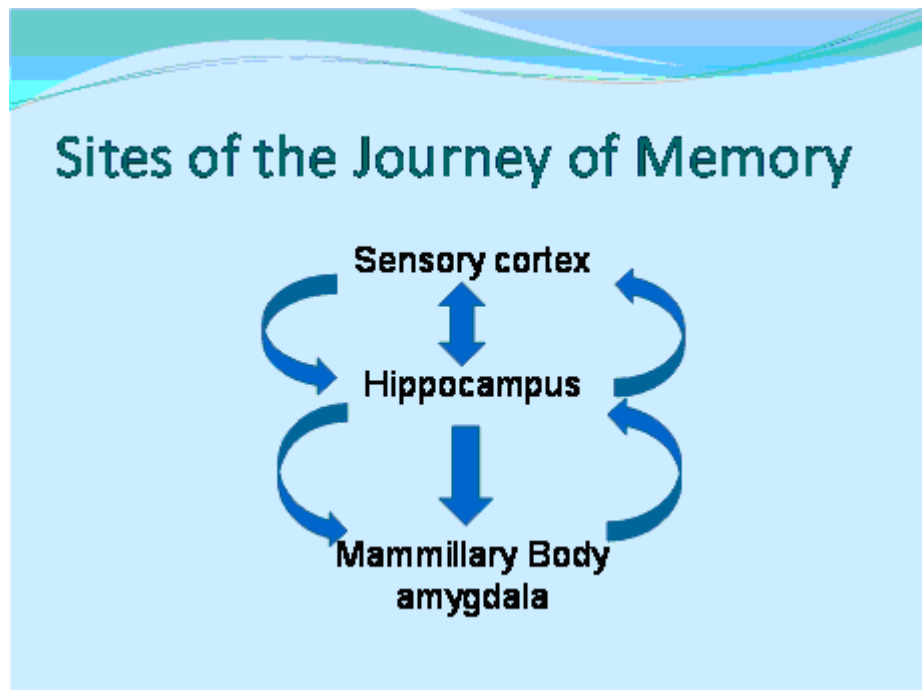 Sites of the Journey of Memory
Sensory cortex
Hippocampus
Mammillary Body
amygdala